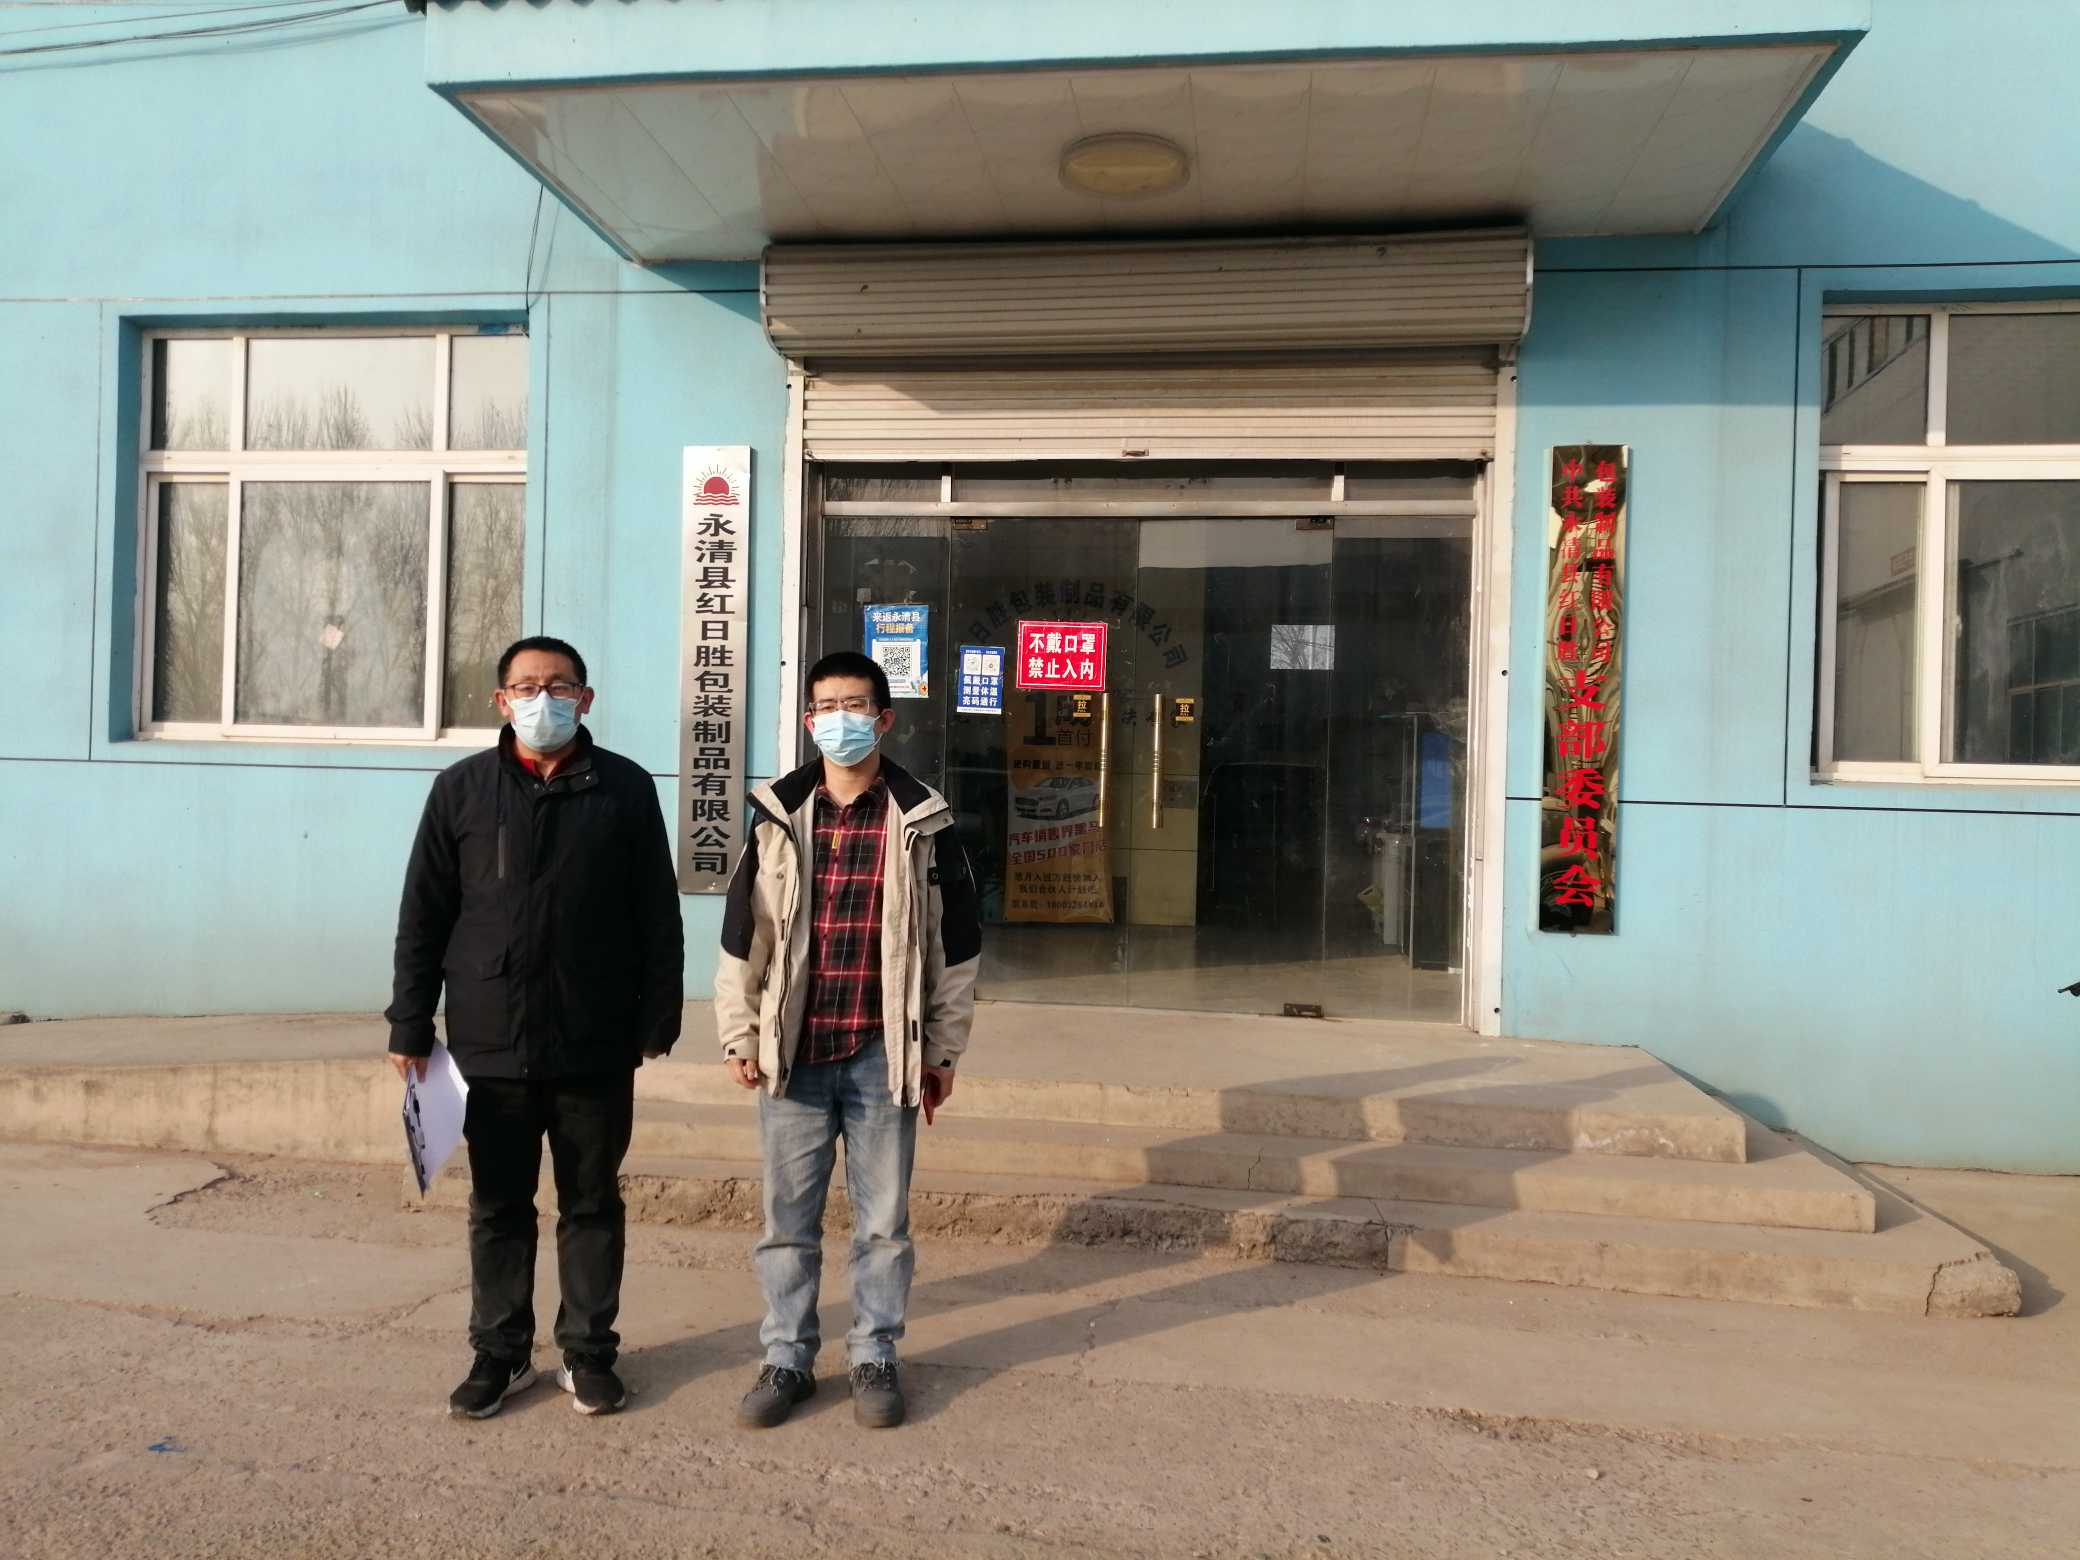 永清县红日胜包装制品有限公司
来返永清县
行程报备
佩戴口罩
测量体温
亮码通行
不戴口罩
禁止入内
日胜包装制品有限公司
拉
拉
首付
汽车销售界黑马
全国500家门店
中共永清县红日胜
包装制品有限公司
支部委员会